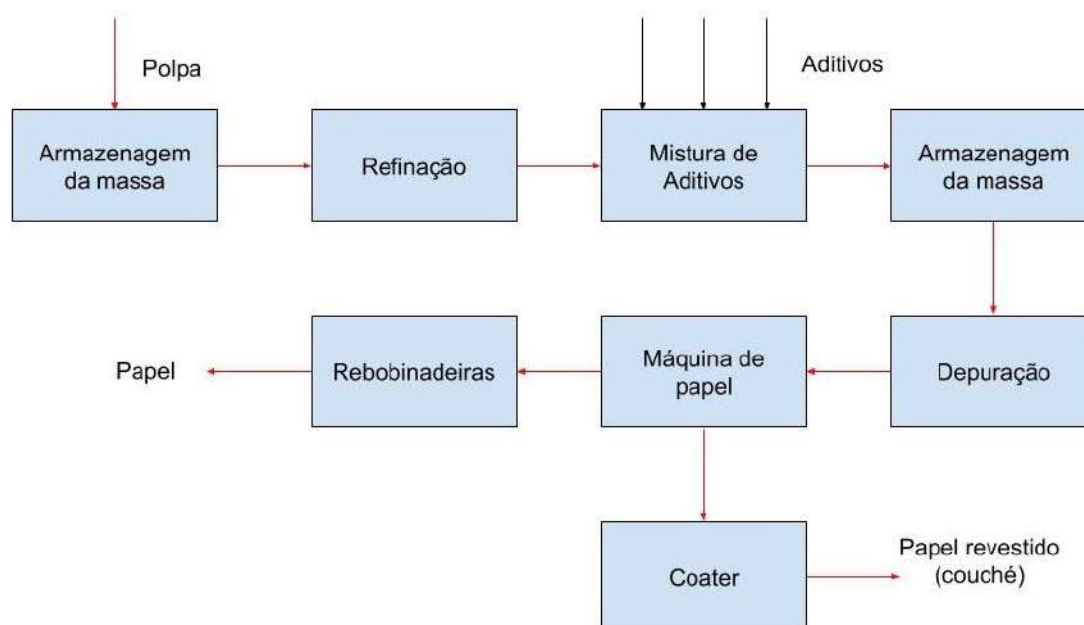 Polpa
Aditivos
Armazenagem
da massa
Refinação
Mistura de
Aditivos
Armazenagem
da massa
Papel
Rebobinadeiras
Máquina de
papel
Depuração
Coater
Papel revestido
(couché)